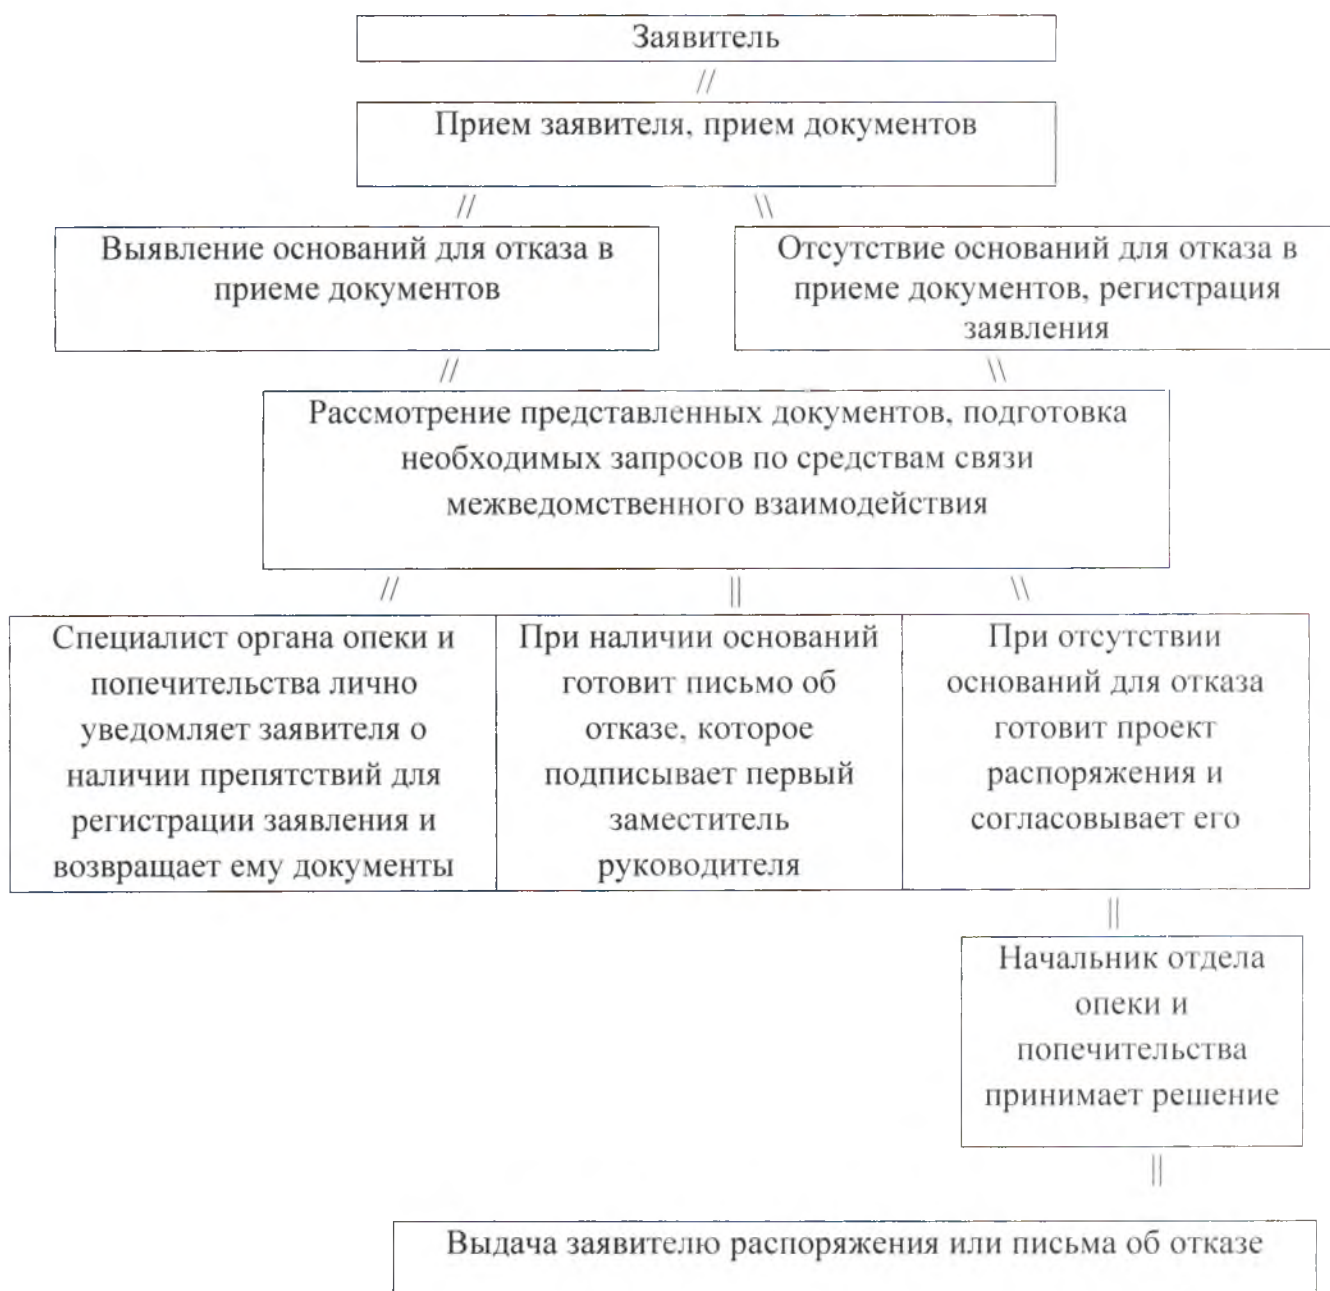 Заявитель
//
Прием заявителя, прием документов
// \\
Выявление оснований для отказа в
приеме документов
Отсутствие оснований для отказа в
приеме документов, регистрация
заявления
// \\
Рассмотрение представленных документов, подготовка
необходимых запросов по средствам связи
межведомственного взаимодействия
// || \\
Специалист органа опеки и
попечительства лично
уведомляет заявителя о
наличии препятствий для
регистрации заявления и
возвращает ему документы
При наличии оснований
готовит письмо об
отказе, которое
подписывает первый
заместитель
руководителя
При отсутствии
оснований для отказа
готовит проект
распоряжения и
согласовывает его
||
Начальник отдела
опеки и
попечительства
принимает решение
||
Выдача заявителю распоряжения или письма об отказе